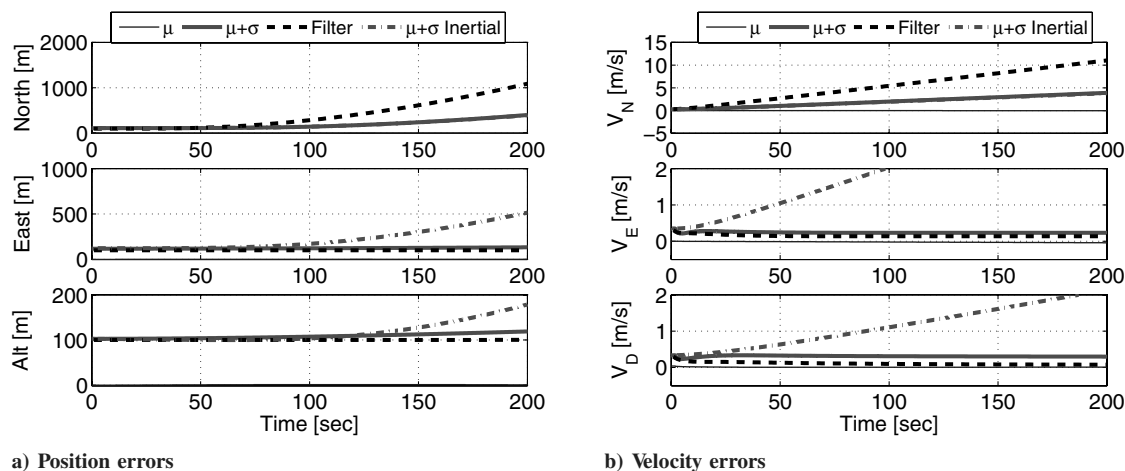 μ μ+σ Filter μ+σ Inertial
2000
1000
0
North [m]
0 50 100 150 200
1000
500
0
East [m]
0 50 100 150 200
200
100
0
Alt [m]
0 50 100 150 200
Time [sec]
a) Position errors
μ μ+σ Filter μ+σ Inertial
15
10
5
0
−5
V_N [m/s]
0 50 100 150 200
2
1
0
V_E [m/s]
0 50 100 150 200
2
1
0
V_D [m/s]
0 50 100 150 200
Time [sec]
b) Velocity errors